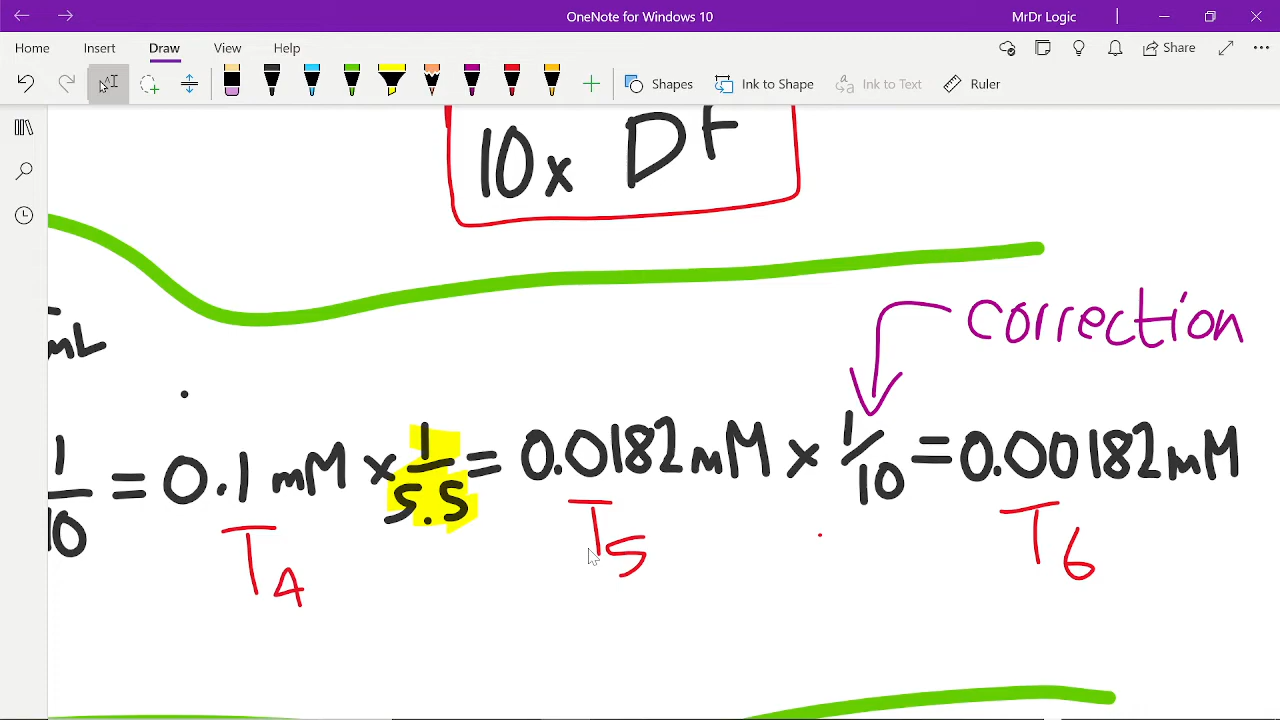 OneNote for Windows 10
MrDr Logic
Home Insert Draw View Help
Share
Shapes Ink to Shape Ink to Text Ruler
10x DF
mL
correction
1/10 = 0.1 mM × 1/5.5 = 0.0182 mM × 1/10 = 0.00182 mM
T4 T5 T6